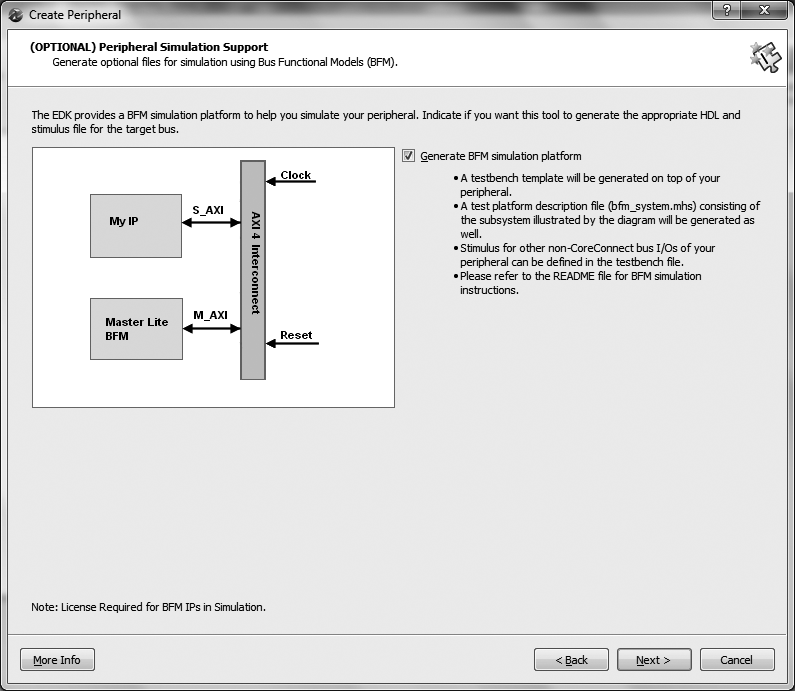 Create Peripheral
?
(OPTIONAL) Peripheral Simulation Support
Generate optional files for simulation using Bus Functional Models (BFM).
The EDK provides a BFM simulation platform to help you simulate your peripheral. Indicate if you want this tool to generate the appropriate HDL and
stimulus file for the target bus.
My IP
S_AXI
Master Lite
BFM
M_AXI
AXI 4 Interconnect
Clock
Reset
Generate BFM simulation platform
• A testbench template will be generated on top of your
peripheral.
• A test platform description file (bfm_system.mhs) consisting of
the subsystem illustrated by the diagram will be generated as
well.
• Stimulus for other non-CoreConnect bus I/Os of your
peripheral can be defined in the testbench file.
• Please refer to the README file for BFM simulation
instructions.
Note: License Required for BFM IPs in Simulation.
More Info
< Back
Next >
Cancel